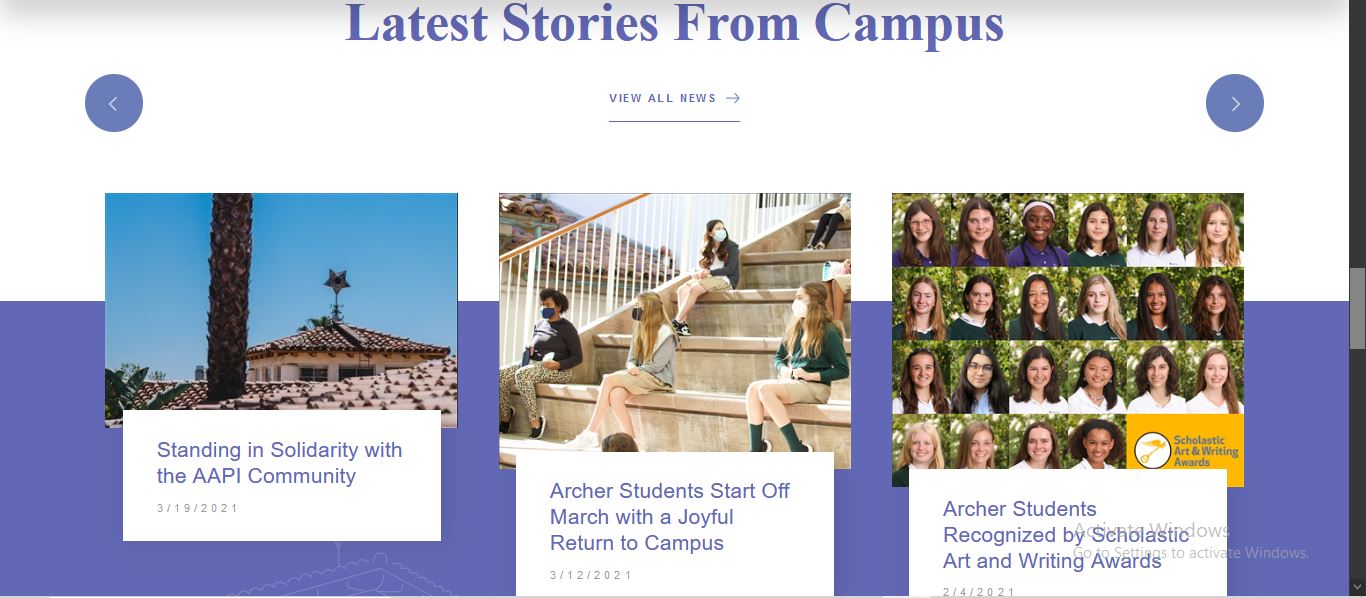 Latest Stories From Campus
VIEW ALL NEWS
Standing in Solidarity with
the AAPI Community
3/19/2021
Archer Students Start Off
March with a Joyful
Return to Campus
3/12/2021
Scholastic
Art & Writing
Awards
Archer Students
Recognized by Scholastic
Art and Writing Awards
2/4/2021
Activate Windows
Go to Settings to activate Windows.